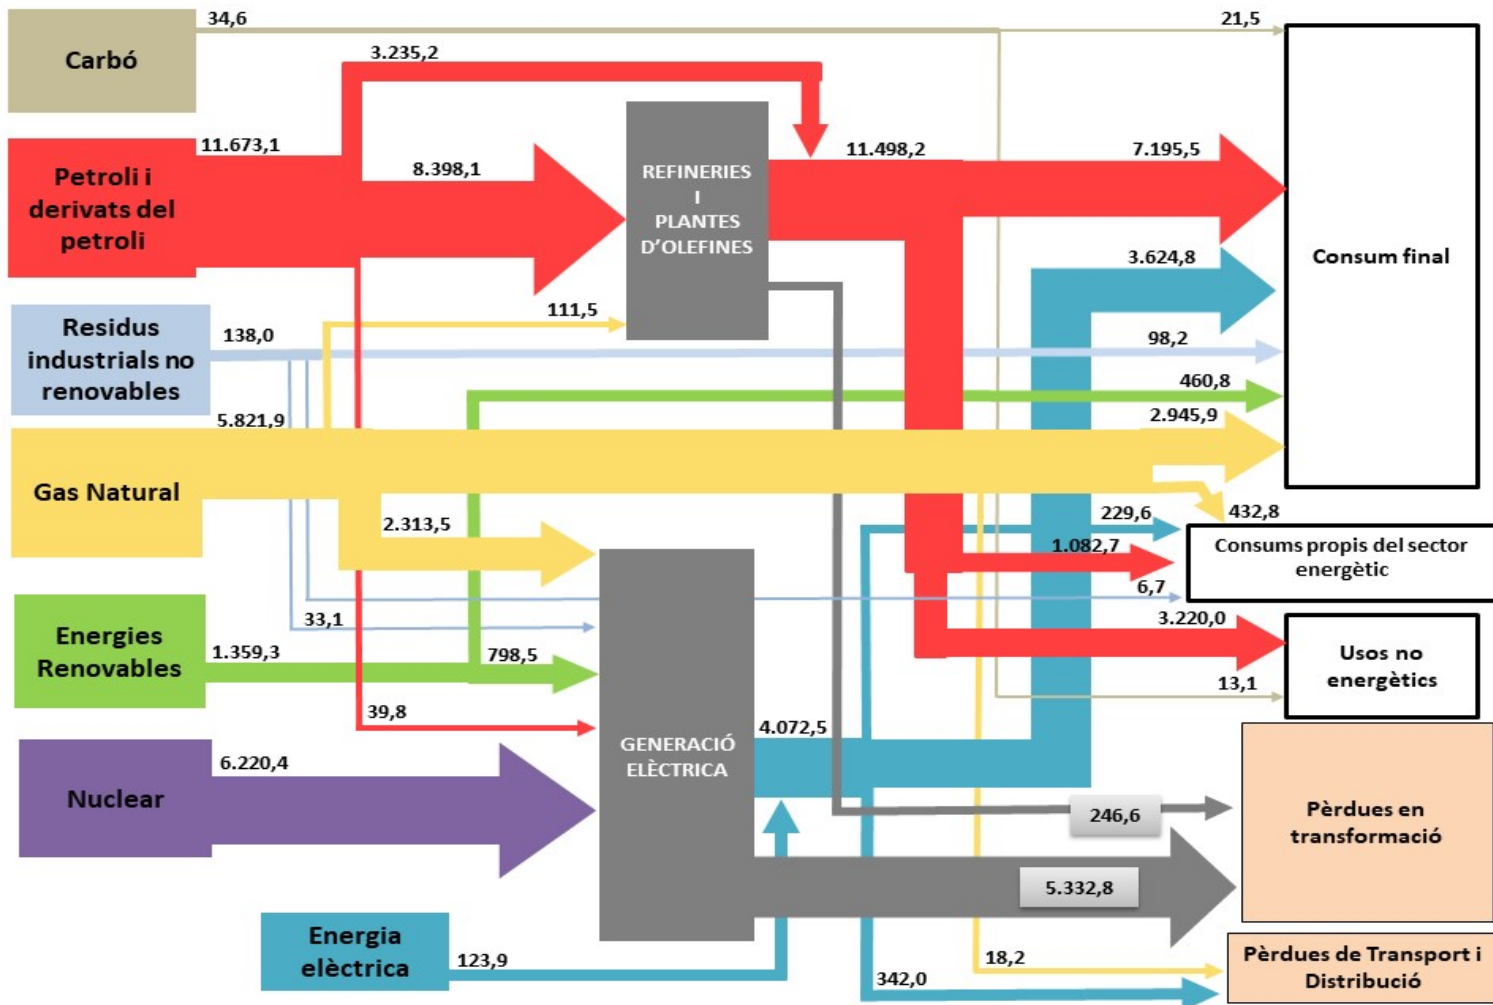 34,6
21,5
Carbó
3.235,2
11.673,1
8.398,1
11.498,2
7.195,5
Petroli i
derivats del
petroli
REFINERIES
I
PLANTES
D'OLEFINES
Consum final
3.624,8
111,5
Residus
industrials no
renovables
138,0
98,2
460,8
5.821,9
2.945,9
Gas Natural
2.313,5
229,6
432,8
1.082,7
Consums propis del sector
energètic
6,7
33,1
3.220,0
Energies
Renovables
1.359,3
798,5
Usos no
energètics
13,1
39,8
4.072,5
GENERACIÓ
ELÈCTRICA
6.220,4
Nuclear
246,6
Pèrdues en
transformació
5.332,8
Energia
elèctrica
123,9
342,0
18,2
Pèrdues de Transport i
Distribució